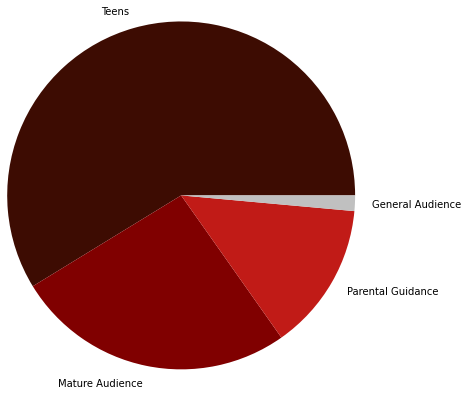 Teens
General Audience
Parental Guidance
Mature Audience